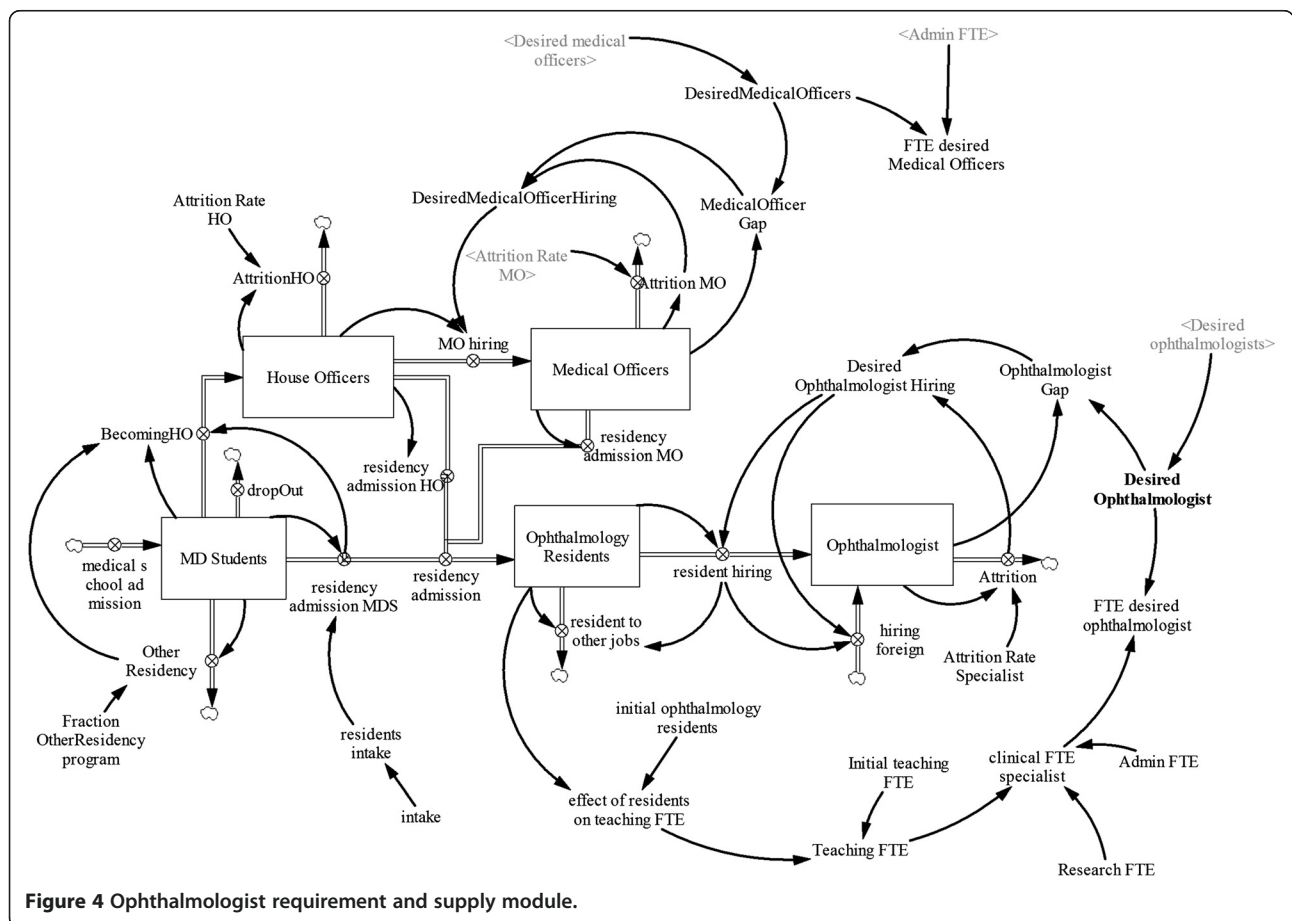 <Desired medical
officers>
<Admin FTE>
DesiredMedicalOfficers
FTE desired
Medical Officers
Attrition Rate
HO
DesiredMedicalOfficerHiring
MedicalOfficer
Gap
<Attrition Rate
MO>
AttritionHO
Attrition MO
MO hiring
House Officers
Medical Officers
<Desired
ophthalmologists>
Desired
Ophthalmologist Hiring
Ophthalmologist
Gap
BecomingHO
residency
admission HO
residency
admission MO
dropOut
Desired
Ophthalmologist
MD Students
medical s
chool ad
mission
residency
admission MDS
residency
admission
Ophthalmology
Residents
resident hiring
Ophthalmologist
Attrition
resident to
other jobs
hiring
foreign
FTE desired
ophthalmologist
Attrition Rate
Specialist
Other
Residency
Fraction
OtherResidency
program
residents
intake
intake
initial ophthalmology
residents
effect of residents
on teaching FTE
Initial teaching
FTE
Teaching FTE
clinical FTE
specialist
Admin FTE
Research FTE
Figure 4 Ophthalmologist requirement and supply module.